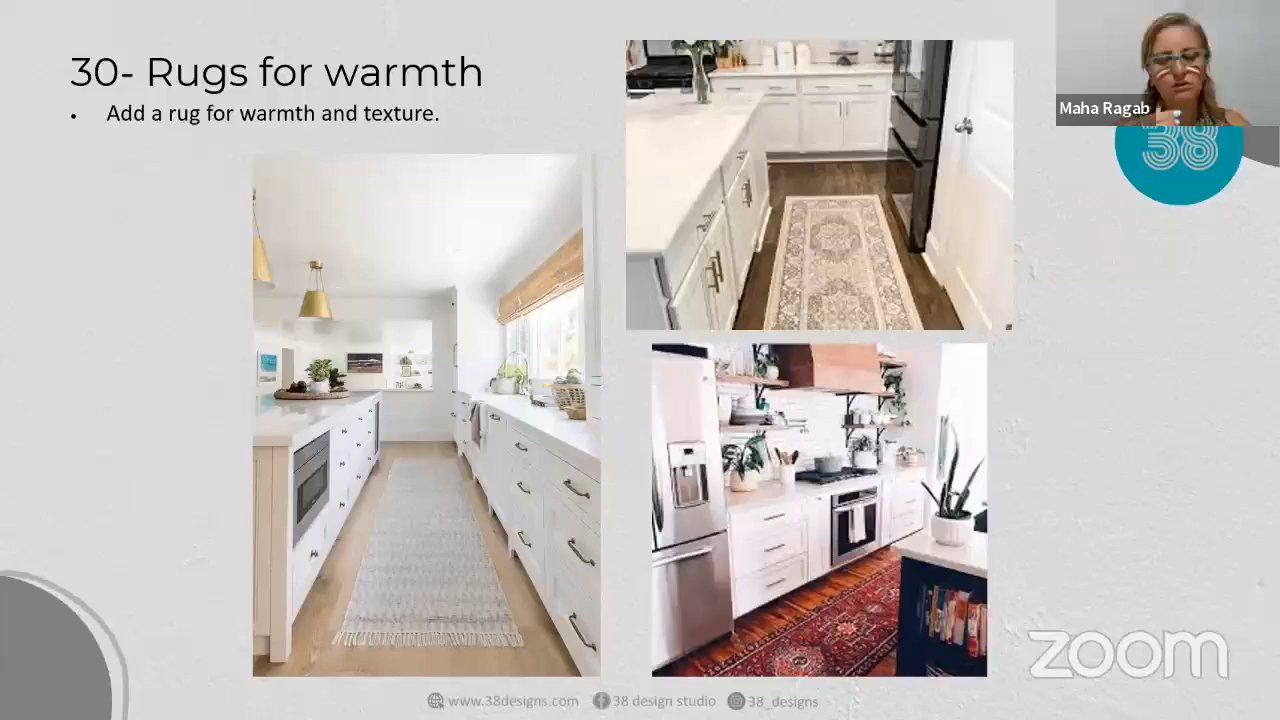 30- Rugs for warmth
• Add a rug for warmth and texture.
Maha Ragab
38
zoom
www.38designs.com 38 design studio 38_designs